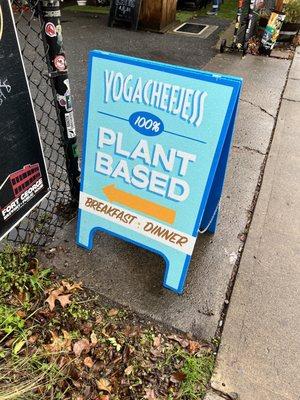 YOGACHEFJESS
100%
PLANT
BASED
BREAKFAST - DINNER
FORT
GEORGE